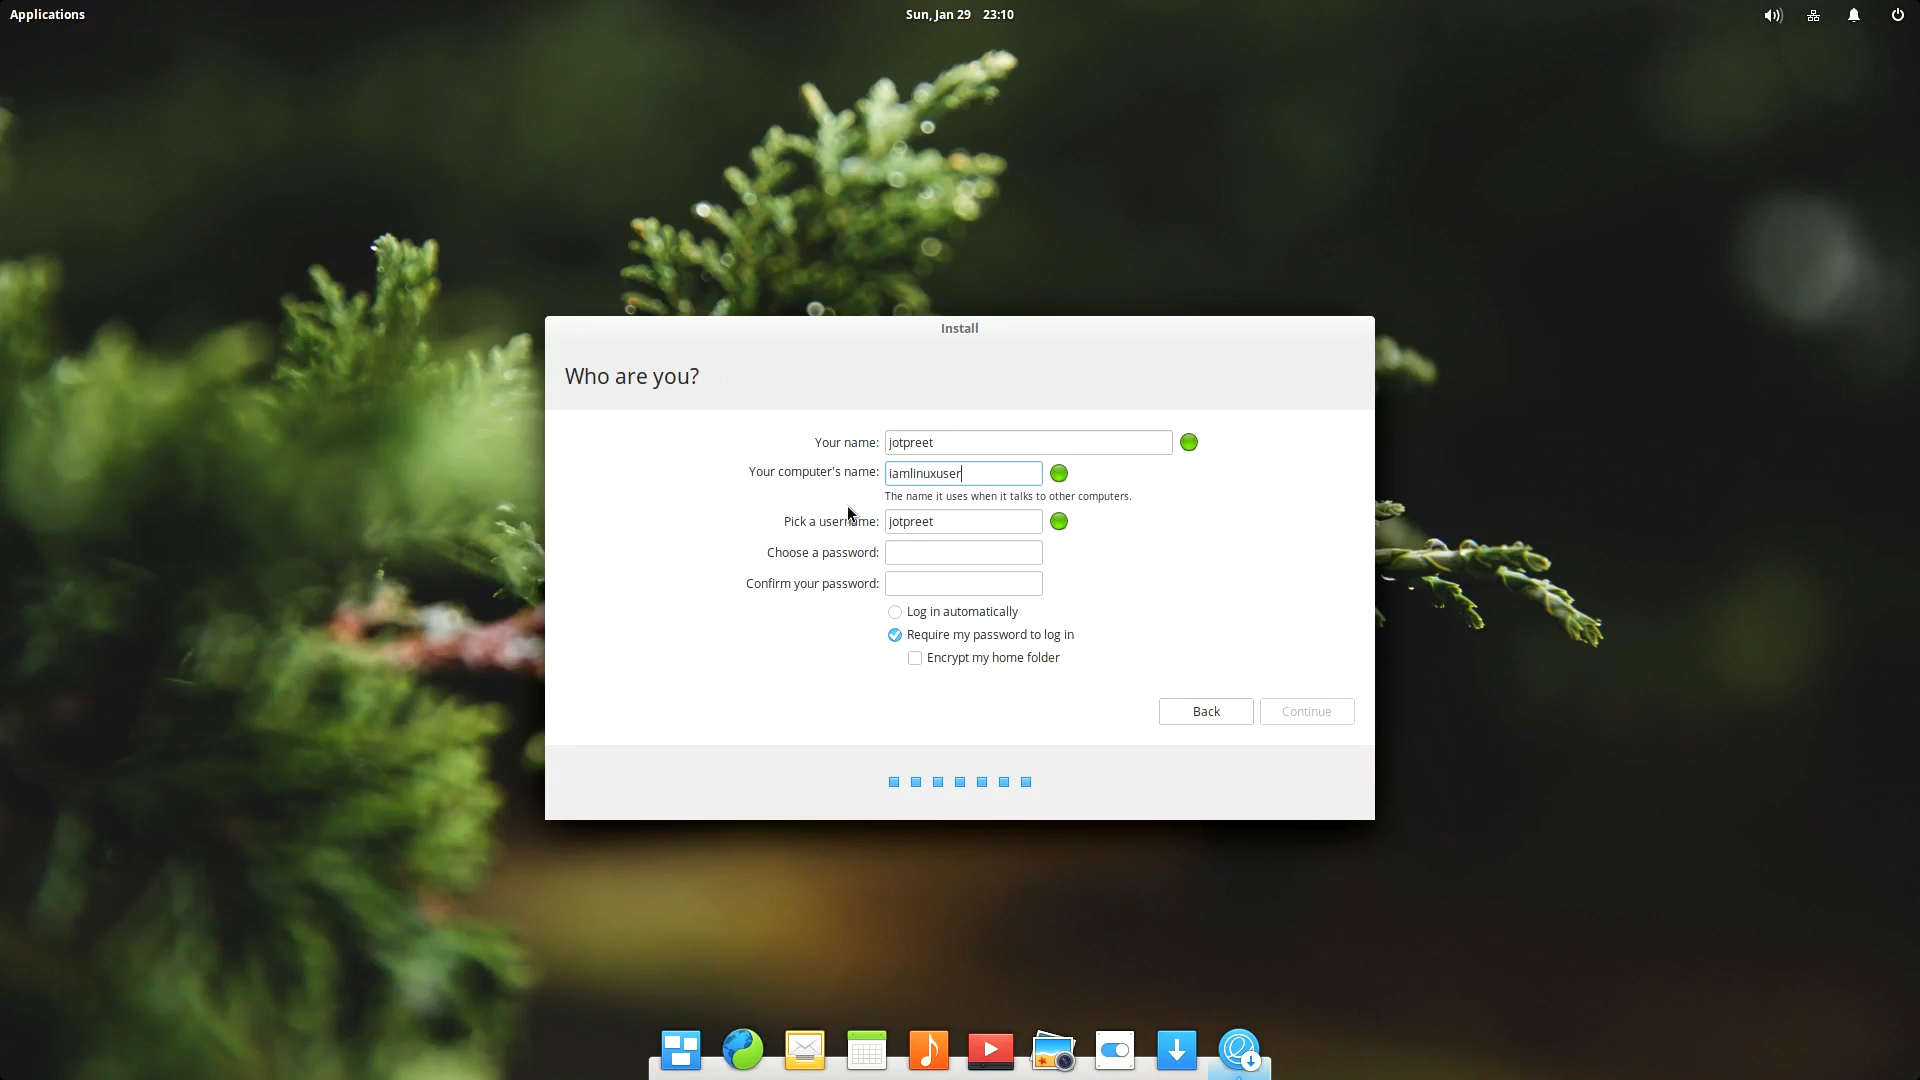 Applications
Sun, Jan 29 23:10
Install
Who are you?
Your name: jotpreet
Your computer's name: iamlinuxuser
The name it uses when it talks to other computers.
Pick a username: jotpreet
Choose a password:
Confirm your password:
Log in automatically
Require my password to log in
Encrypt my home folder
Back Continue